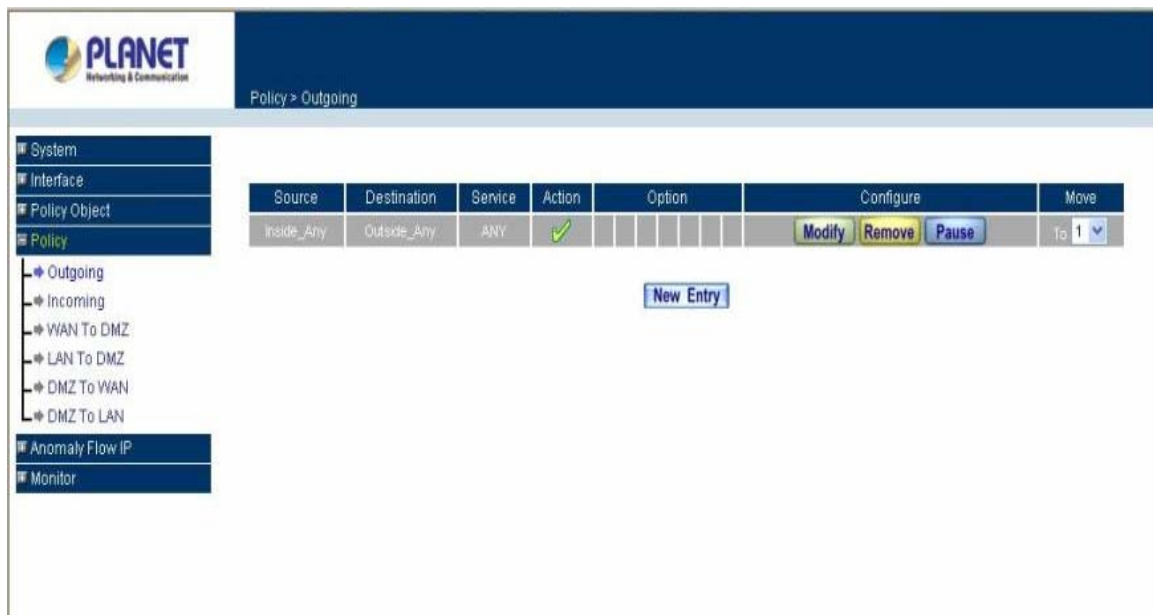 PLANET
Networking & Communication
Policy > Outgoing
System
Interface
Policy Object
Policy
Outgoing
Incoming
WAN To DMZ
LAN To DMZ
DMZ To WAN
DMZ To LAN
Anomaly Flow IP
Monitor
Source Destination Service Action Option Configure Move
Inside_Any Outside_Any ANY Modify Remove Pause To 1
New Entry